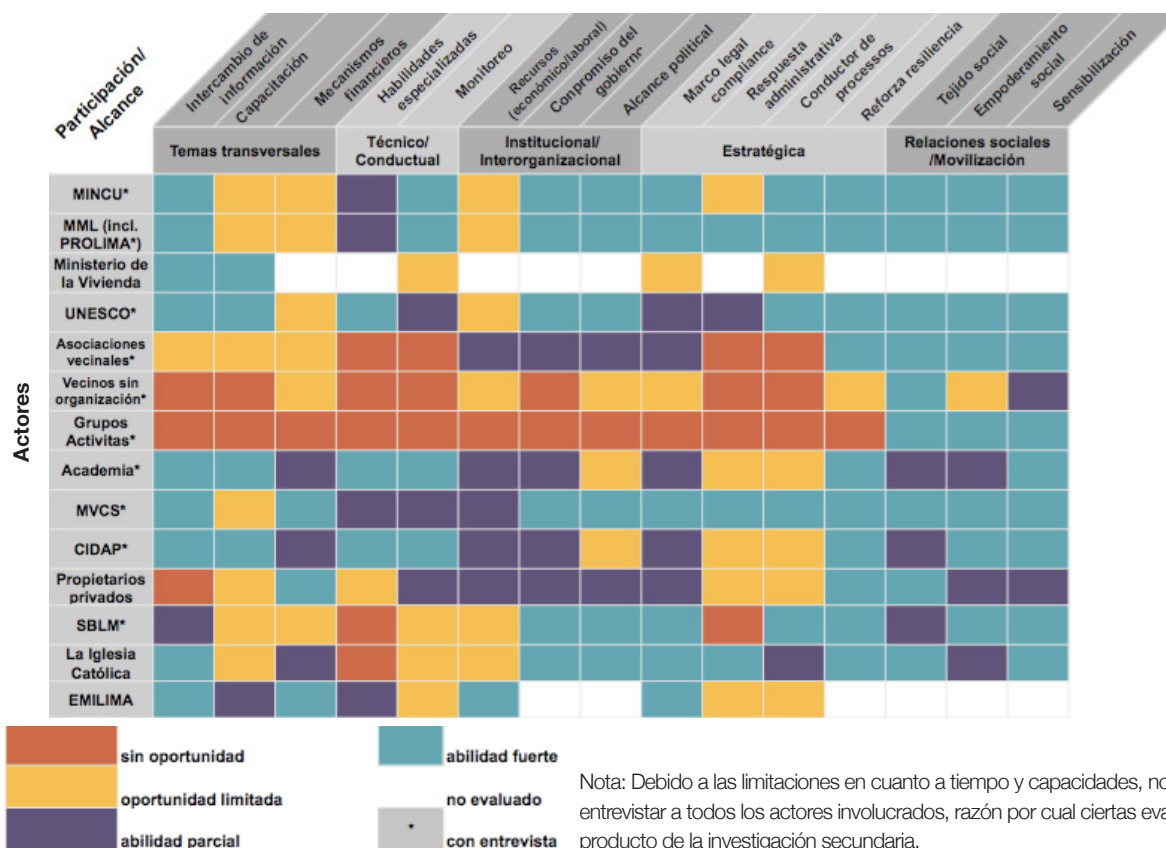 Participación/
Alcance
Intercambio de
información
Capacitación
Mecanismos
financieros
Habilidades
especializadas
Monitoreo
Recursos
(económico/laboral)
Conpromiso del
gobierno
Alcance political
Marco legal
compliance
Respuesta
administrativa
Conductor de
procesos
Reforza resiliencia
Tejido social
Empoderamiento
social
Sensibilización
Temas transversales
Técnico/
Conductual
Institucional/
Interorganizacional
Estratégica
Relaciones sociales
/Movilización
Actores
MINCU*
MML (incl.
PROLIMA*)
Ministerio de
la Vivienda
UNESCO*
Asociaciones
vecinales*
Vecinos sin
organización*
Grupos
Activitas*
Academia*
MVCS*
CIDAP*
Propietarios
privados
SBLM*
La Iglesia
Católica
EMILIMA
sin oportunidad
oportunidad limitada
abilidad parcial
abilidad fuerte
no evaluado
*
con entrevista
Nota: Debido a las limitaciones en cuanto a tiempo y capacidades, no
entrevistar a todos los actores involucrados, razón por cual ciertas eva
producto de la investigación secundaria.